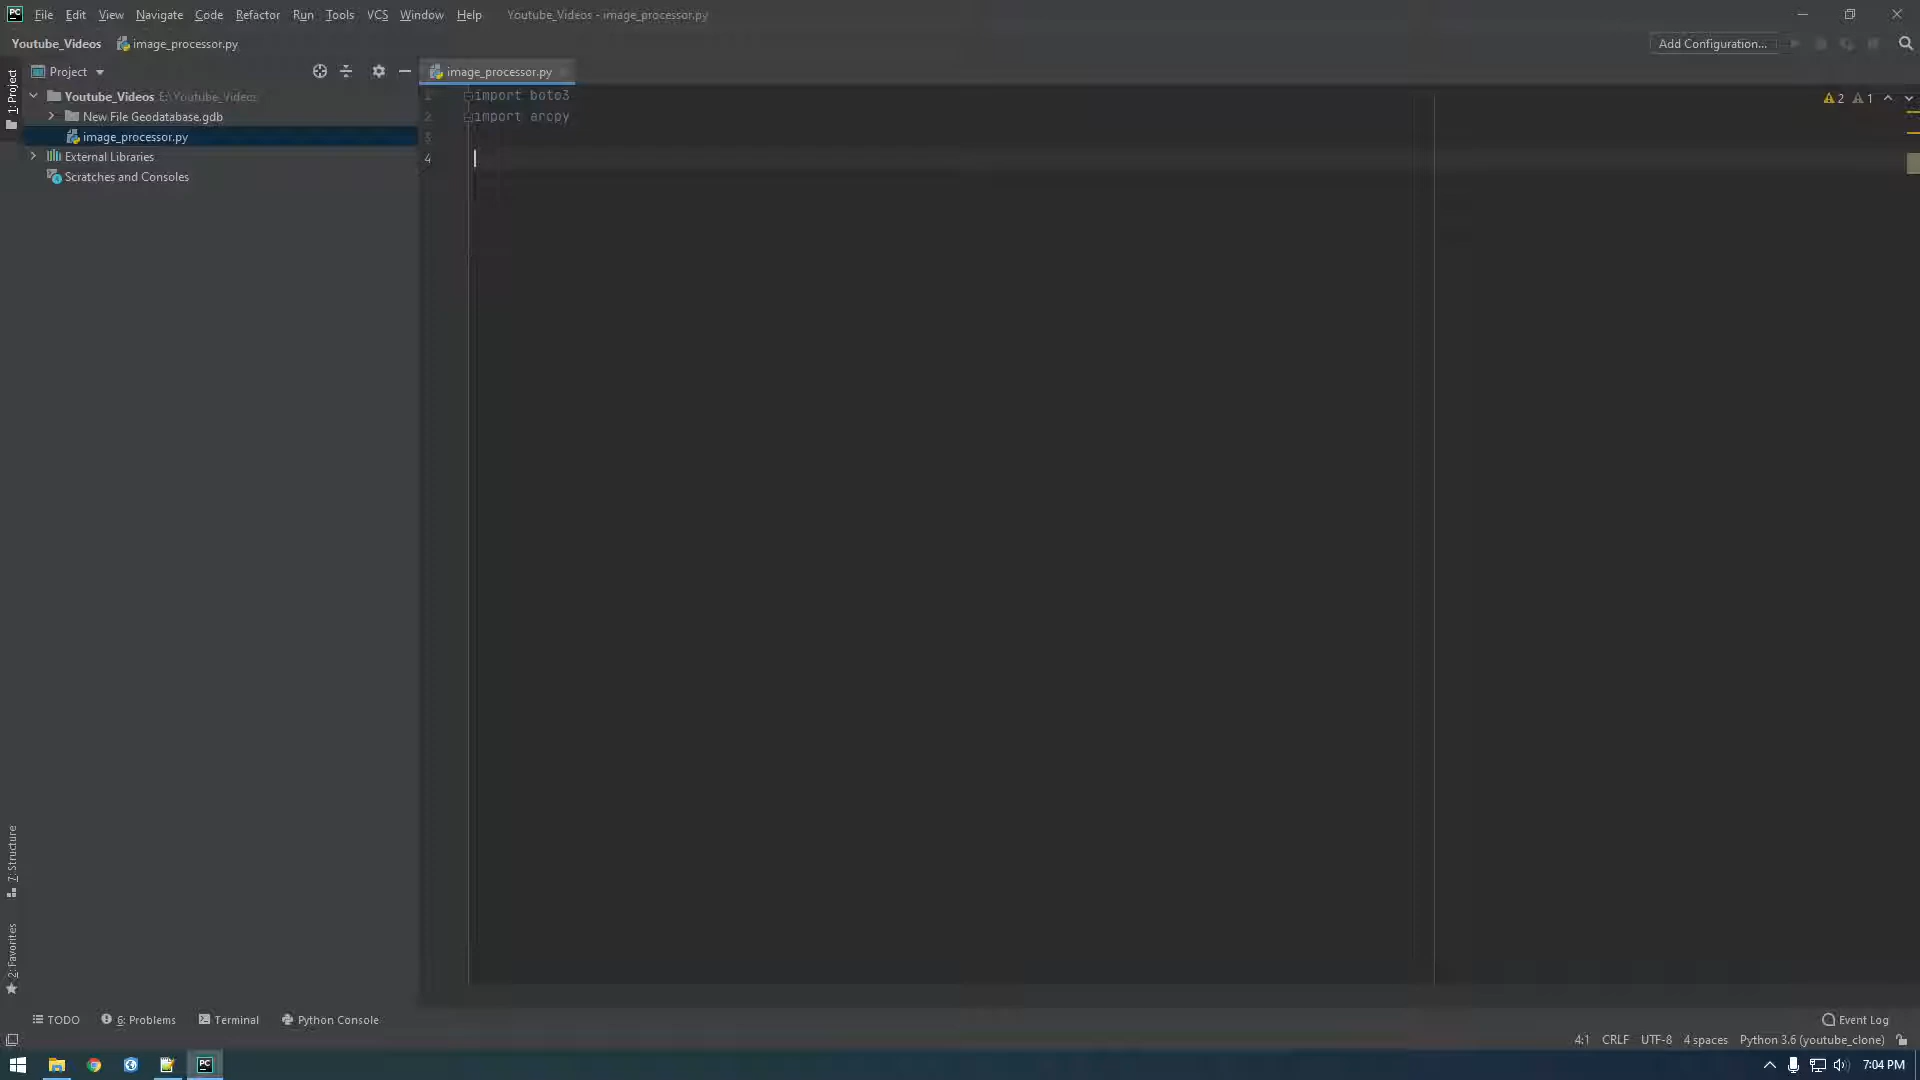 PC File Edit View Navigate Code Refactor Run Tools VCS Window Help Youtube_Videos - image_processor.py
Youtube_Videos image_processor.py Add Configuration...
1: Project
Project image_processor.py
Youtube_Videos E:\Youtube_Videos
New File Geodatabase.gdb
image_processor.py
External Libraries
Scratches and Consoles
1 import boto3
2 import arcpy
3
4
2 1
7: Structure
2: Favorites
TODO 6: Problems Terminal Python Console Event Log
4:1 CRLF UTF-8 4 spaces Python 3.6 (youtube_clone)
PC 7:04 PM